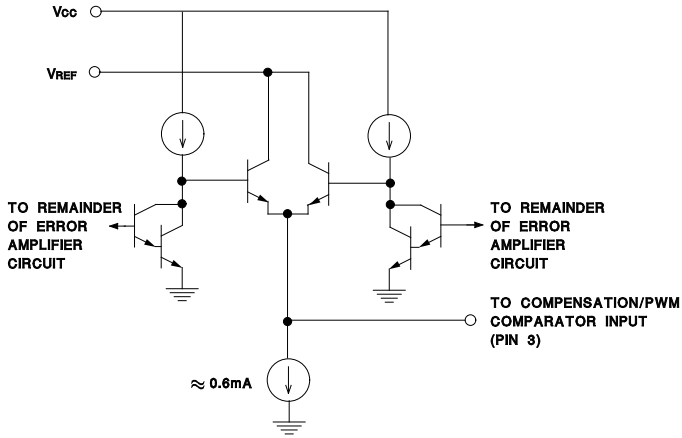 Vcc
VREF
TO REMAINDER
OF ERROR
AMPLIFIER
CIRCUIT
TO REMAINDER
OF ERROR
AMPLIFIER
CIRCUIT
TO COMPENSATION/PWM
COMPARATOR INPUT
(PIN 3)
≈ 0.6mA